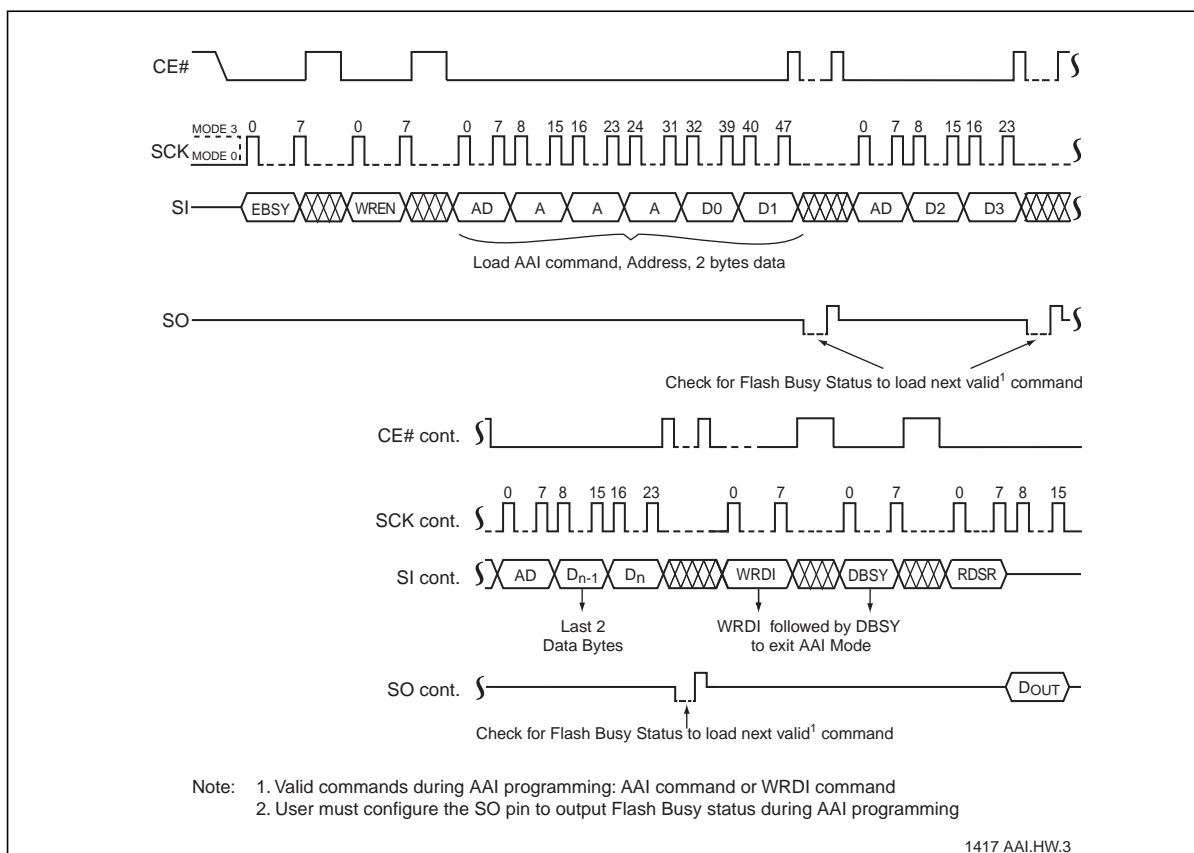 CE#
MODE 3
MODE 0
SCK
0 7 0 7 0 7 8 15 16 23 24 31 32 39 40 47 0 7 8 15 16 23
SI
EBSY WREN AD A A A D0 D1 AD D2 D3
Load AAI command, Address, 2 bytes data
SO
Check for Flash Busy Status to load next valid¹ command
CE# cont.
0 7 8 15 16 23 0 7 0 7 0 7 8 15
SCK cont.
SI cont.
AD Dn-1 Dn WRDI DBSY RDSR
Last 2
Data Bytes
WRDI followed by DBSY
to exit AAI Mode
SO cont.
DOUT
Check for Flash Busy Status to load next valid¹ command
Note: 1. Valid commands during AAI programming: AAI command or WRDI command
2. User must configure the SO pin to output Flash Busy status during AAI programming
1417 AAI.HW.3